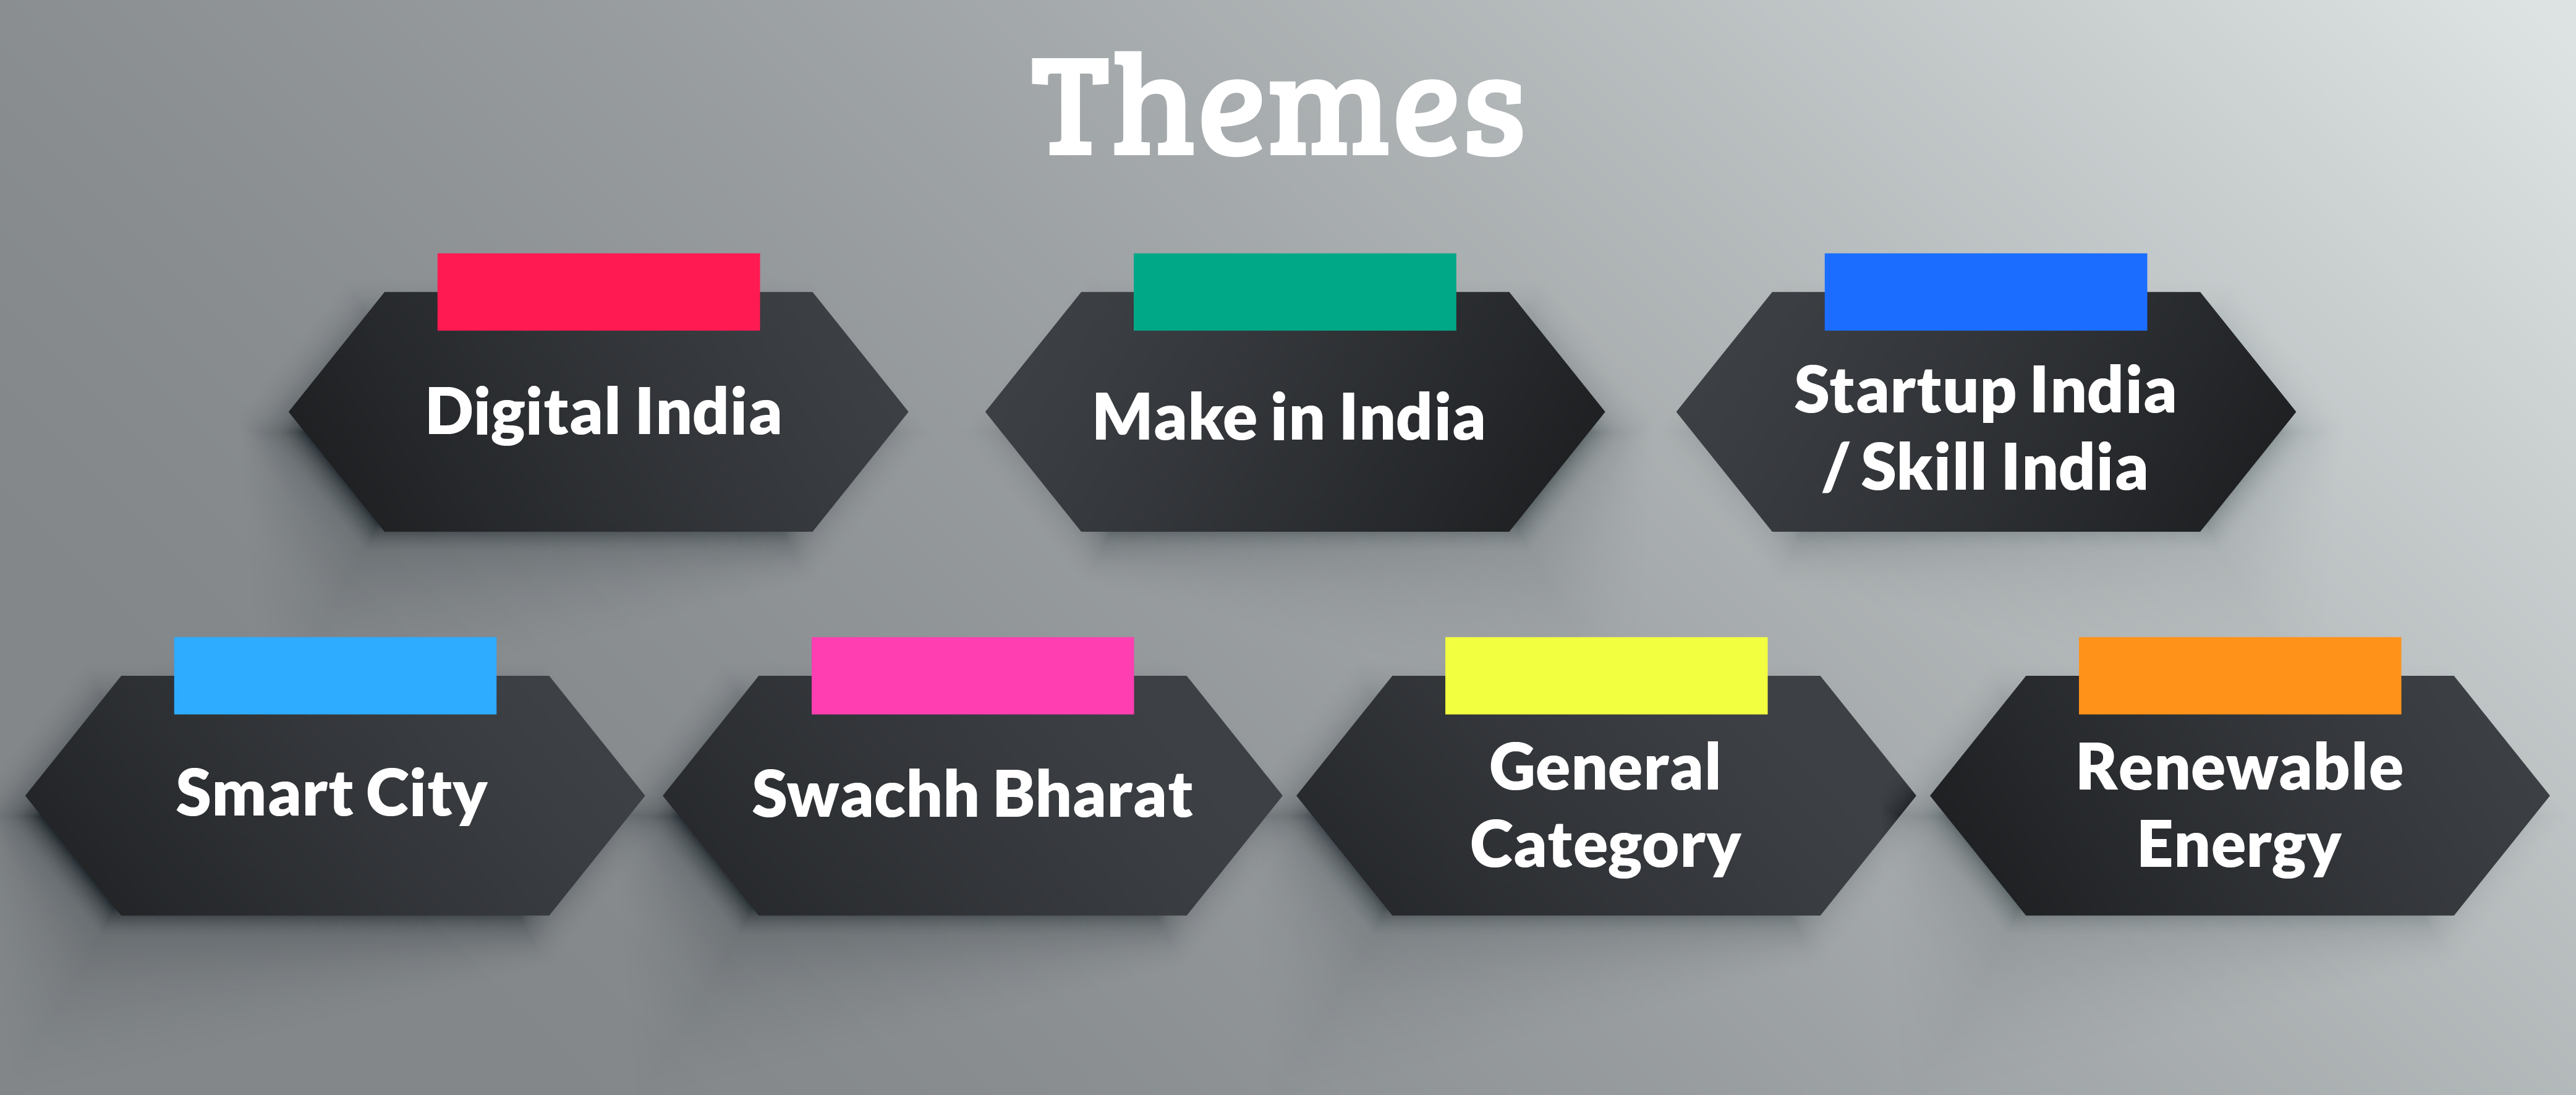 Themes
Digital India
Make in India
Startup India
/ Skill India
Smart City
Swachh Bharat
General
Category
Renewable
Energy